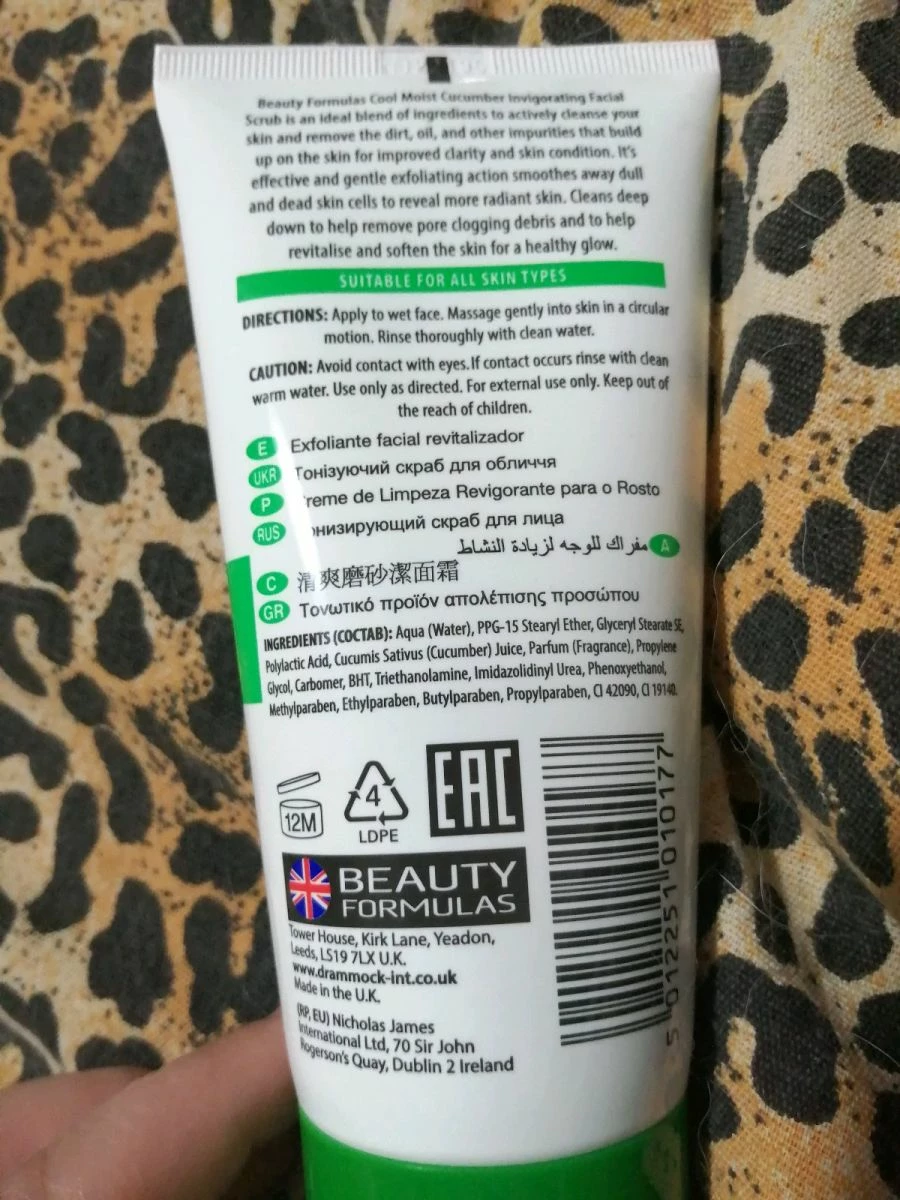 Beauty Formulas Cool Moist Cucumber Invigorating Facial
Scrub is an ideal blend of ingredients to actively cleanse your
skin and remove the dirt, oil, and other impurities that build
up on the skin for improved clarity and skin condition. It's
effective and gentle exfoliating action smoothes away dull
and dead skin cells to reveal more radiant skin. Cleans deep
down to help remove pore clogging debris and to help
revitalise and soften the skin for a healthy glow.
SUITABLE FOR ALL SKIN TYPES
DIRECTIONS: Apply to wet face. Massage gently into skin in a circular
motion. Rinse thoroughly with clean water.
CAUTION: Avoid contact with eyes.If contact occurs rinse with clean
warm water. Use only as directed. For external use only. Keep out of
the reach of children.
E Exfoliante facial revitalizador
UKR Тонізуючий скраб для обличчя
P Creme de Limpeza Revigorante para o Rosto
RUS Тонизирующий скраб для лица
A مفراك للوجه لزيادة النشاط
C 清爽磨砂潔面霜
GR Τονωτικό προϊόν απολέπισης προσώπου
INGREDIENTS (СОСТАВ): Aqua (Water), PPG-15 Stearyl Ether, Glyceryl Stearate SE,
Polylactic Acid, Cucumis Sativus (Cucumber) Juice, Parfum (Fragrance), Propylene
Glycol, Carbomer, BHT, Triethanolamine, Imidazolidinyl Urea, Phenoxyethanol,
Methylparaben, Ethylparaben, Butylparaben, Propylparaben, CI 42090, CI 19140.
12M
4
LDPE
EAC
BEAUTY
FORMULAS
Tower House, Kirk Lane, Yeadon,
Leeds, LS19 7LX U.K.
www.drammock-int.co.uk
Made in the U.K.
(RP, EU) Nicholas James
International Ltd, 70 Sir John
Rogerson's Quay, Dublin 2 Ireland
5 012251 010177